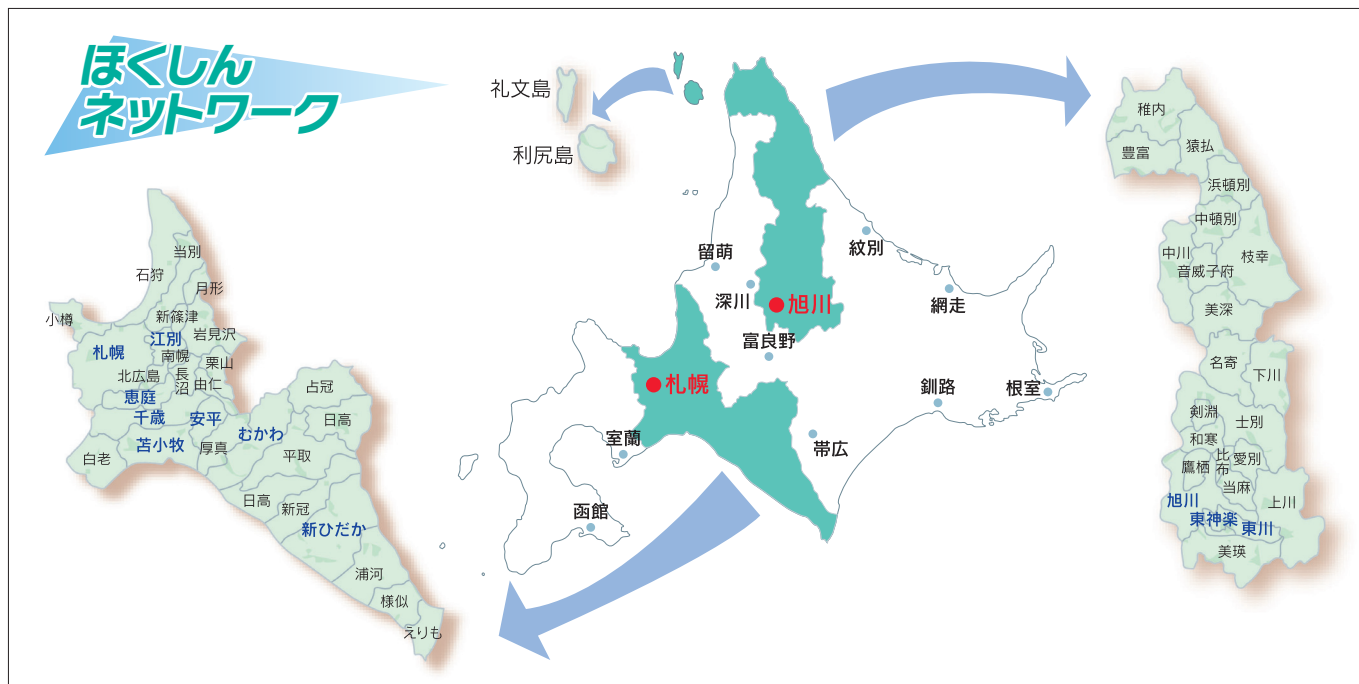 ほくしん
ネットワーク
礼文島
利尻島
留萌
深川
旭川
富良野
紋別
網走
札幌
釧路
根室
帯広
室蘭
函館
当別
石狩
月形
小樽
新篠津
江別
岩見沢
札幌
南幌
長沼
栗山
北広島
由仁
恵庭
千歳
安平
占冠
苫小牧
厚真
むかわ
日高
白老
平取
日高
新冠
新ひだか
浦河
様似
えりも
稚内
豊富
猿払
浜頓別
中頓別
中川
音威子府
枝幸
美深
名寄
下川
剣淵
士別
和寒
比布
愛別
鷹栖
当麻
旭川
上川
東神楽
東川
美瑛